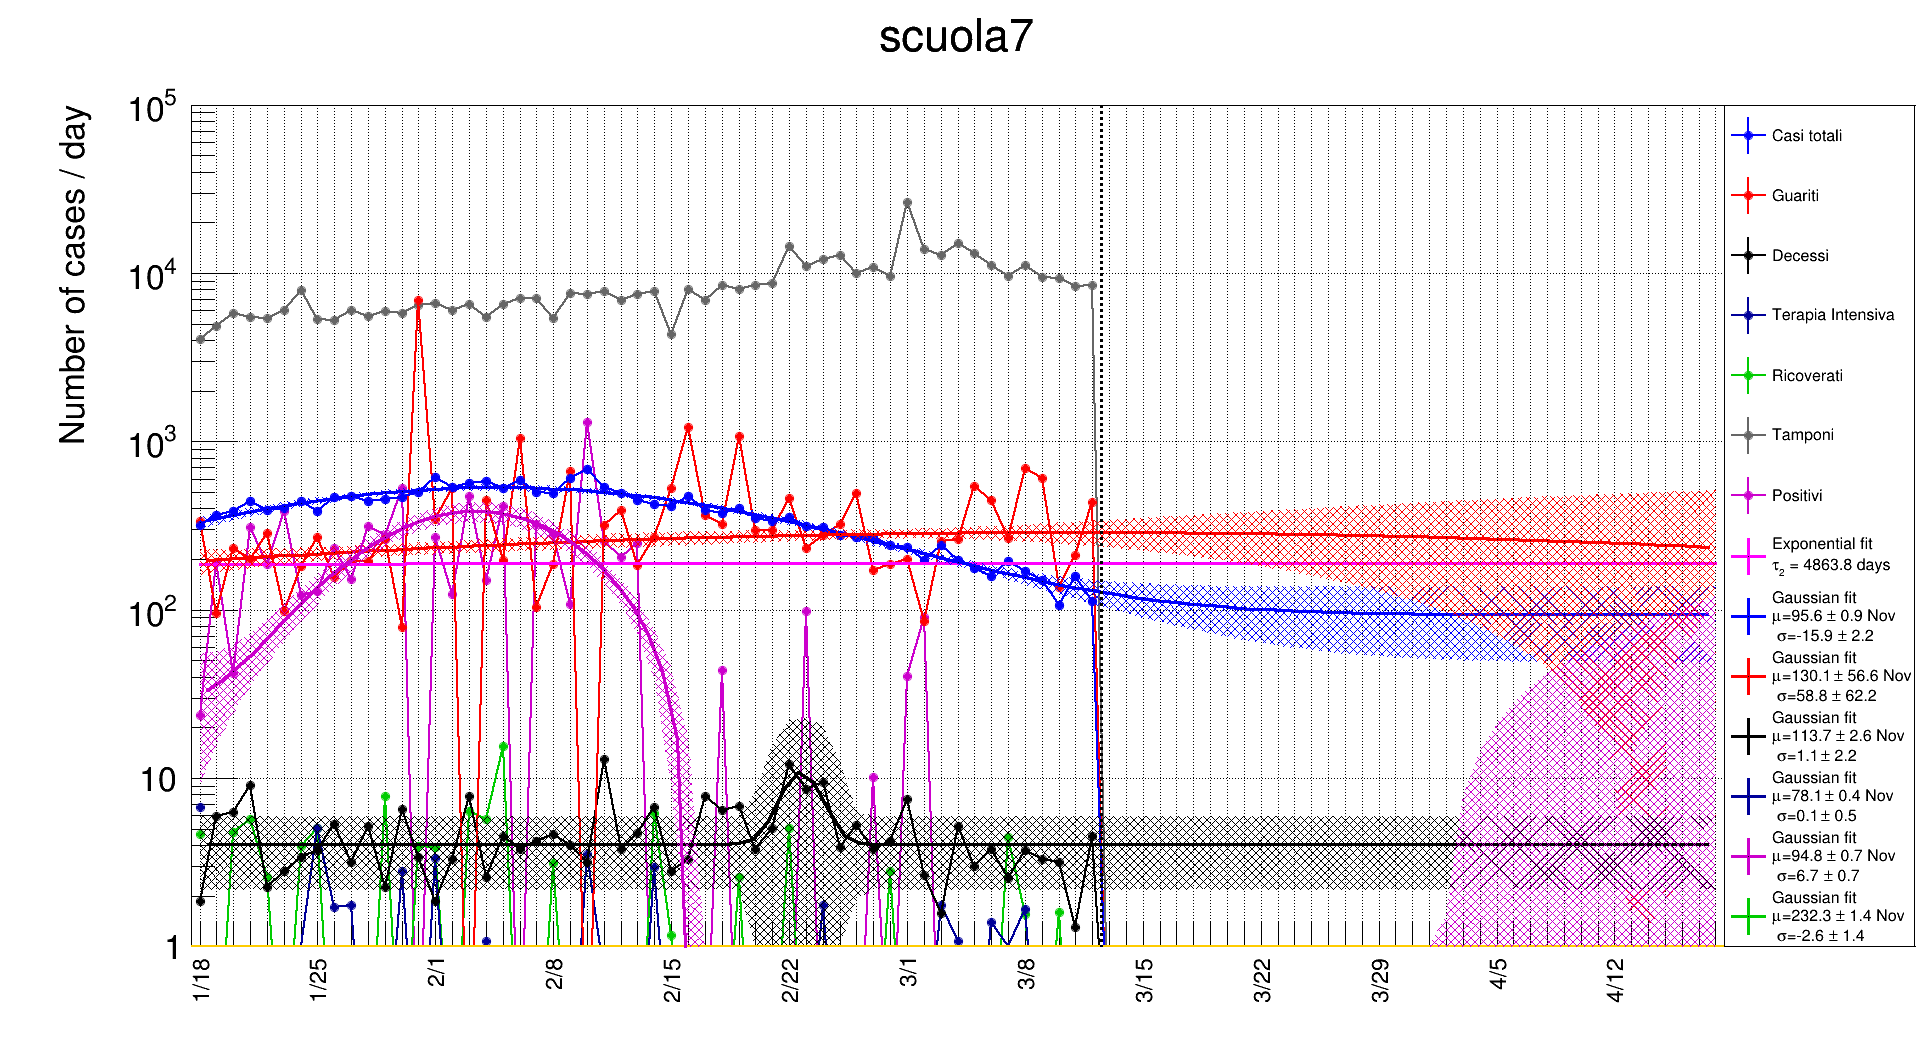 scuola7
Number of cases / day
10^5
10^4
10^3
10^2
10
1
1/18
1/25
2/1
2/8
2/15
2/22
3/1
3/8
3/15
3/22
3/29
4/5
4/12
Casi totali
Guariti
Decessi
Terapia Intensiva
Ricoverati
Tamponi
Positivi
Exponential fit
τ₂ = 4863.8 days
Gaussian fit
μ=95.6 ± 0.9 Nov
σ=-15.9 ± 2.2
Gaussian fit
μ=130.1 ± 56.6 Nov
σ=58.8 ± 62.2
Gaussian fit
μ=113.7 ± 2.6 Nov
σ=1.1 ± 2.2
Gaussian fit
μ=78.1 ± 0.4 Nov
σ=0.1 ± 0.5
Gaussian fit
μ=94.8 ± 0.7 Nov
σ=6.7 ± 0.7
Gaussian fit
μ=232.3 ± 1.4 Nov
σ=-2.6 ± 1.4